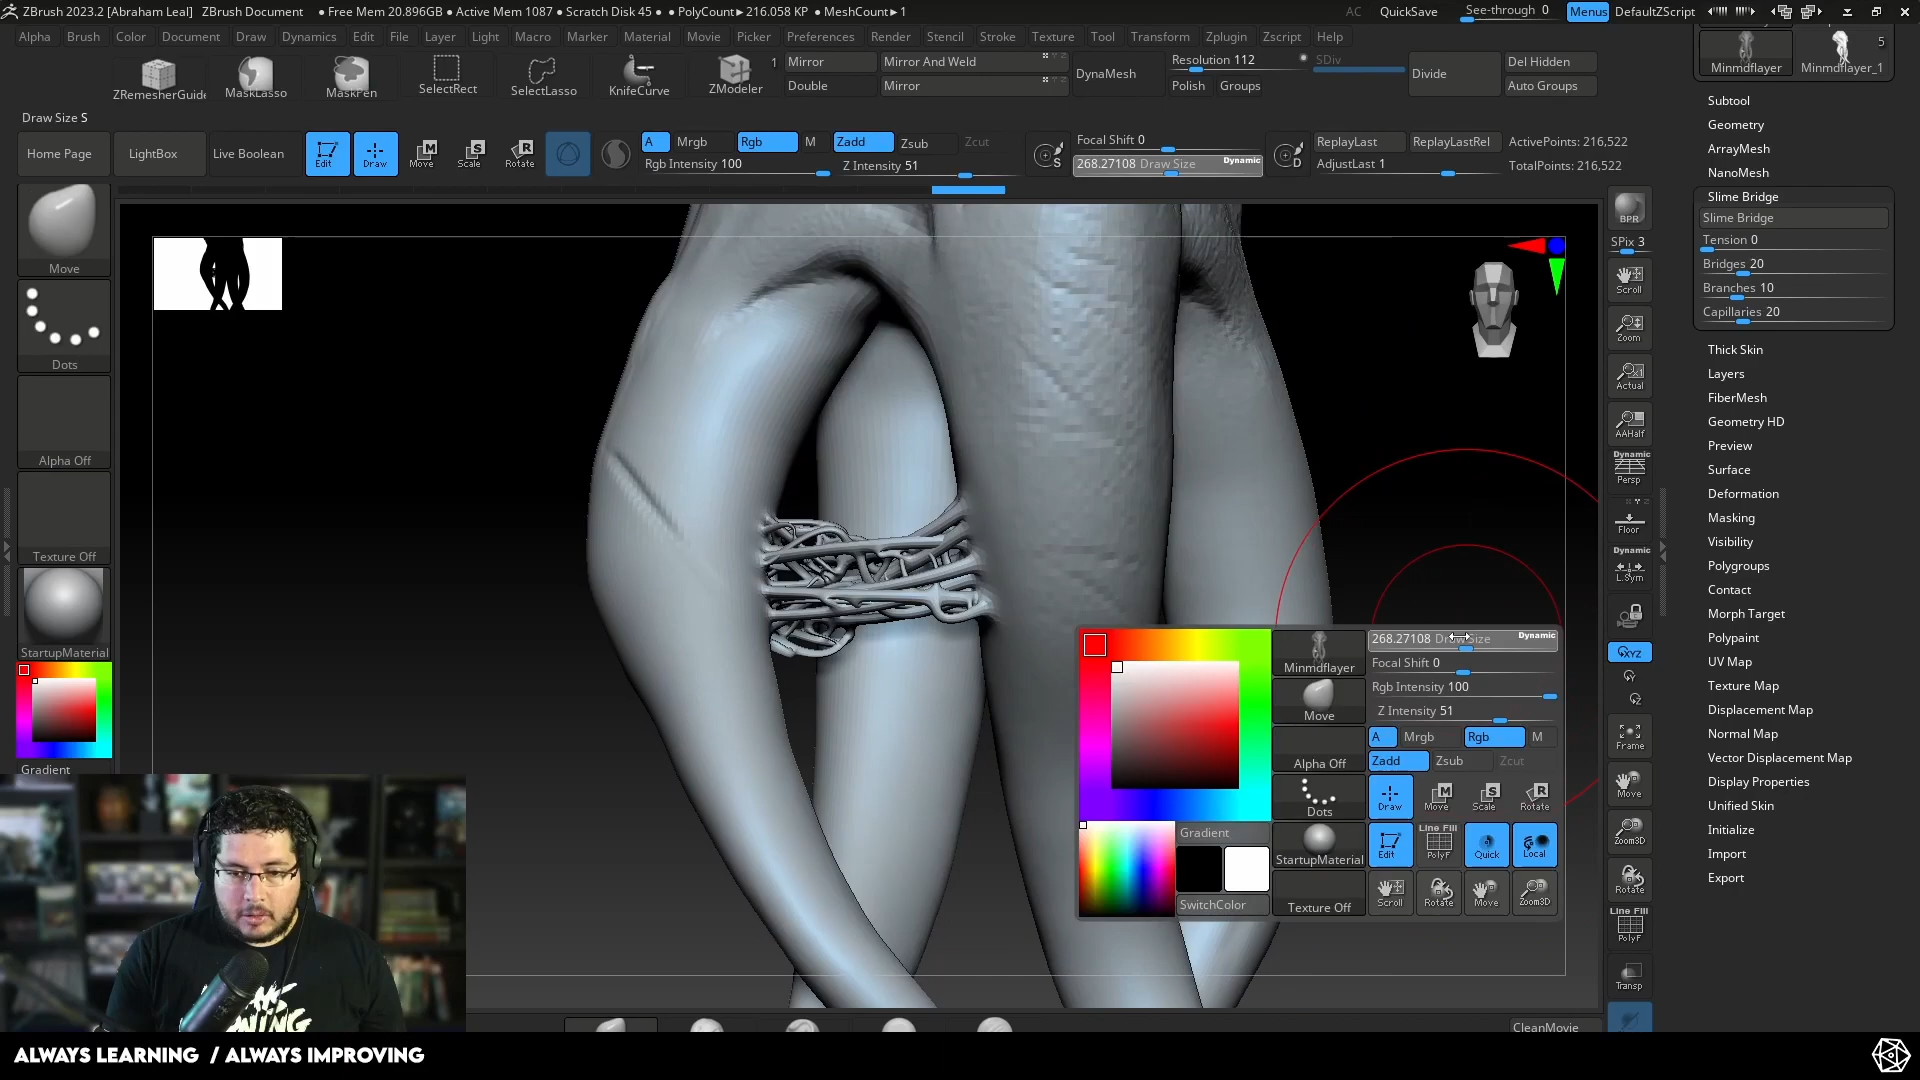 ZBrush 2023.2 [Abraham Leal] ZBrush Document • Free Mem 20.896GB • Active Mem 1087 • Scratch Disk 45 • • PolyCount▸ 216.058 KP • MeshCount▸ 1
AC QuickSave See-through 0 Menus DefaultZScript
Alpha Brush Color Document Draw Dynamics Edit File Layer Light Macro Marker Material Movie Picker Preferences Render Stencil Stroke Texture Tool Transform Zplugin Zscript Help
ZRemesherGuide MaskLasso MaskPen SelectRect SelectLasso KnifeCurve ZModeler 1
Mirror Mirror And Weld
Double Mirror
DynaMesh Resolution 112
Polish Groups
SDiv
Divide
Del Hidden
Auto Groups
Draw Size S
Home Page LightBox Live Boolean Edit Draw Move Scale Rotate
A Mrgb Rgb M Zadd Zsub Zcut
Rgb Intensity 100 Z Intensity 51
S
Focal Shift 0
268.27108 Draw Size Dynamic
D
ReplayLast ReplayLastRel
AdjustLast 1
ActivePoints: 216,522
TotalPoints: 216,522
Move
Dots
Alpha Off
Texture Off
StartupMaterial
Gradient
Minmdflayer
Move
Alpha Off
Dots
StartupMaterial
Texture Off
Gradient
SwitchColor
268.27108 Draw Size Dynamic
Focal Shift 0
Rgb Intensity 100
Z Intensity 51
A Mrgb Rgb M
Zadd Zsub Zcut
Draw Move Scale Rotate
Edit Line Fill PolyF Quick Local
Scroll Rotate Move Zoom3D
BPR
SPix 3
Scroll
Zoom
Actual
AAHalf
Dynamic
Persp
Floor
Dynamic
L.Sym
XYZ
Y
Z
Frame
Move
Zoom3D
Rotate
Line Fill
PolyF
Transp
5
Minmdflayer Minmdflayer_1
Subtool
Geometry
ArrayMesh
NanoMesh
Slime Bridge
Slime Bridge
Tension 0
Bridges 20
Branches 10
Capillaries 20
Thick Skin
Layers
FiberMesh
Geometry HD
Preview
Surface
Deformation
Masking
Visibility
Polygroups
Contact
Morph Target
Polypaint
UV Map
Texture Map
Displacement Map
Normal Map
Vector Displacement Map
Display Properties
Unified Skin
Initialize
Import
Export
CleanMovie
ALWAYS LEARNING / ALWAYS IMPROVING